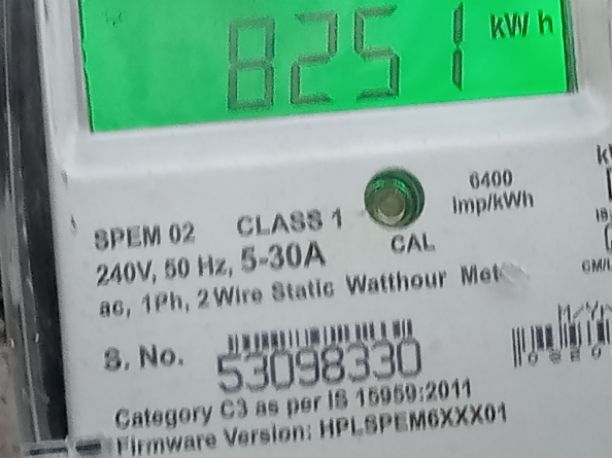 8251 kWh
6400
SPEM 02 CLASS 1 Imp/kWh
CAL
240V, 50 Hz, 5-30A
ac, 1Ph, 2 Wire Static Watthour
S. No. 53098330
Category C3 as per IS 15959:2011
Firmware Version: HPLSPEM6XXX01